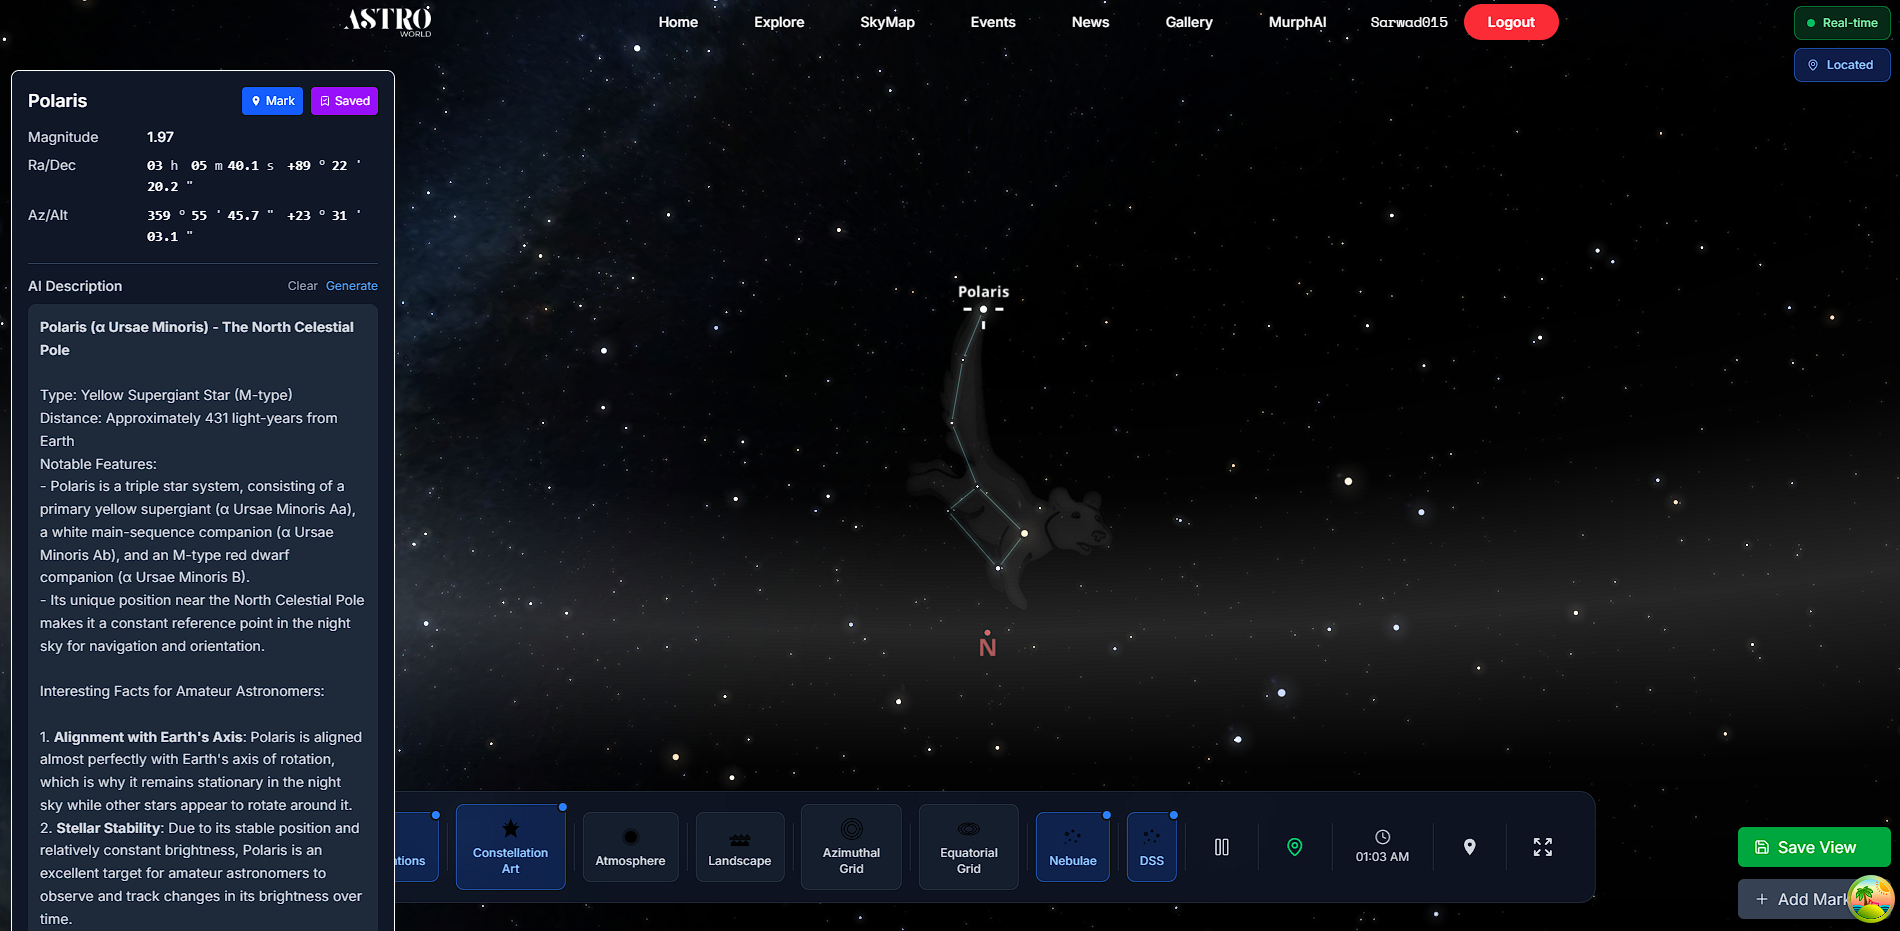 ASTRO
WORLD
Home Explore SkyMap Events News Gallery MurphAI Sarwad015 Logout
Real-time
Located
Polaris Mark Saved
Magnitude 1.97
Ra/Dec 03 h 05 m 40.1 s +89 ° 22 '
20.2 "
Az/Alt 359 ° 55 ' 45.7 " +23 ° 31 '
03.1 "
AI Description Clear Generate
Polaris (α Ursae Minoris) - The North Celestial
Pole
Type: Yellow Supergiant Star (M-type)
Distance: Approximately 431 light-years from
Earth
Notable Features:
- Polaris is a triple star system, consisting of a
primary yellow supergiant (α Ursae Minoris Aa),
a white main-sequence companion (α Ursae
Minoris Ab), and an M-type red dwarf
companion (α Ursae Minoris B).
- Its unique position near the North Celestial Pole
makes it a constant reference point in the night
sky for navigation and orientation.
Interesting Facts for Amateur Astronomers:
1. Alignment with Earth's Axis: Polaris is aligned
almost perfectly with Earth's axis of rotation,
which is why it remains stationary in the night
sky while other stars appear to rotate around it.
2. Stellar Stability: Due to its stable position and
relatively constant brightness, Polaris is an
excellent target for amateur astronomers to
observe and track changes in its brightness over
time.
Polaris
N
ations
Constellation
Art
Atmosphere
Landscape
Azimuthal
Grid
Equatorial
Grid
Nebulae
DSS
01:03 AM
Save View
+ Add Mark